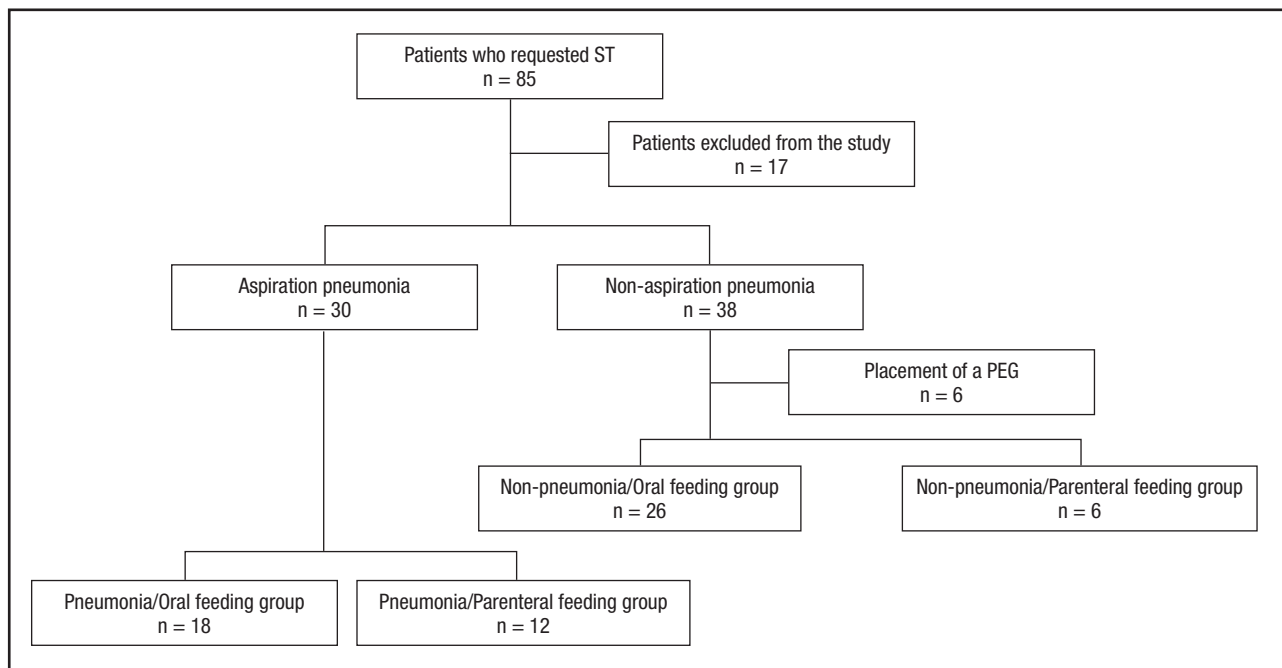 Patients who requested ST
n = 85
Patients excluded from the study
n = 17
Aspiration pneumonia
n = 30
Non-aspiration pneumonia
n = 38
Placement of a PEG
n = 6
Non-pneumonia/Oral feeding group
n = 26
Non-pneumonia/Parenteral feeding group
n = 6
Pneumonia/Oral feeding group
n = 18
Pneumonia/Parenteral feeding group
n = 12